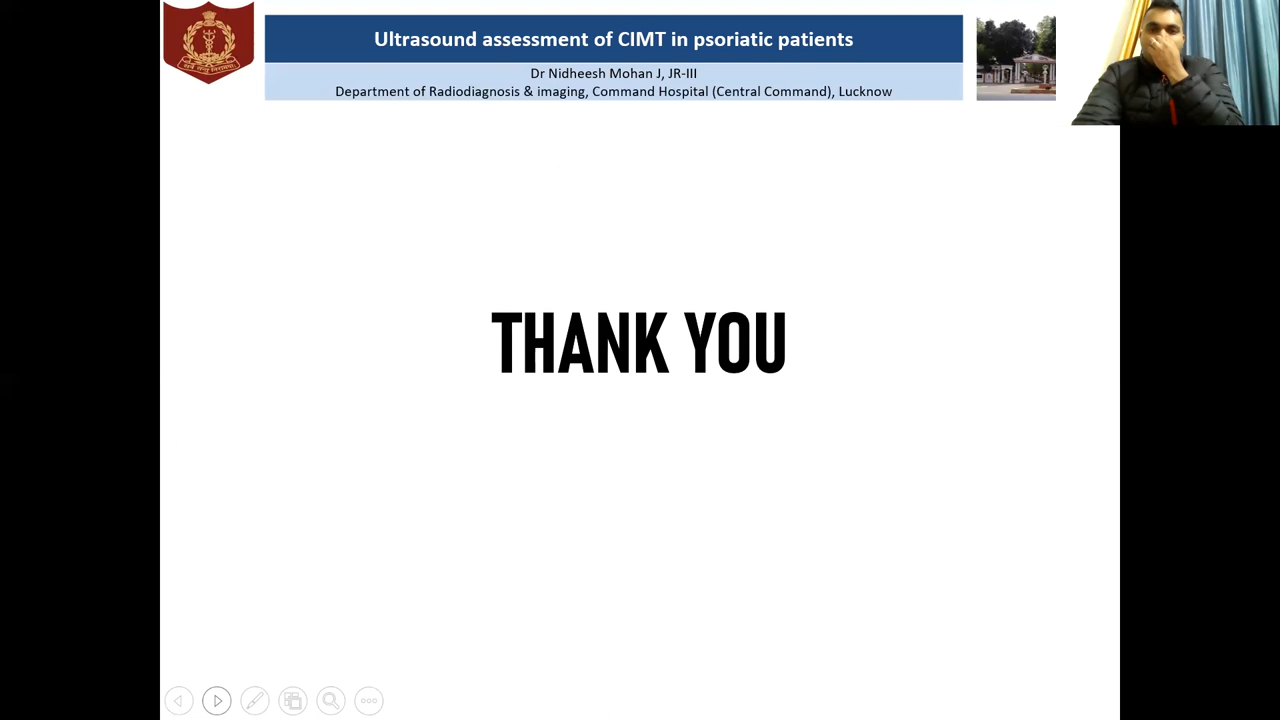 Ultrasound assessment of CIMT in psoriatic patients
Dr Nidheesh Mohan J, JR-III
Department of Radiodiagnosis & imaging, Command Hospital (Central Command), Lucknow
THANK YOU